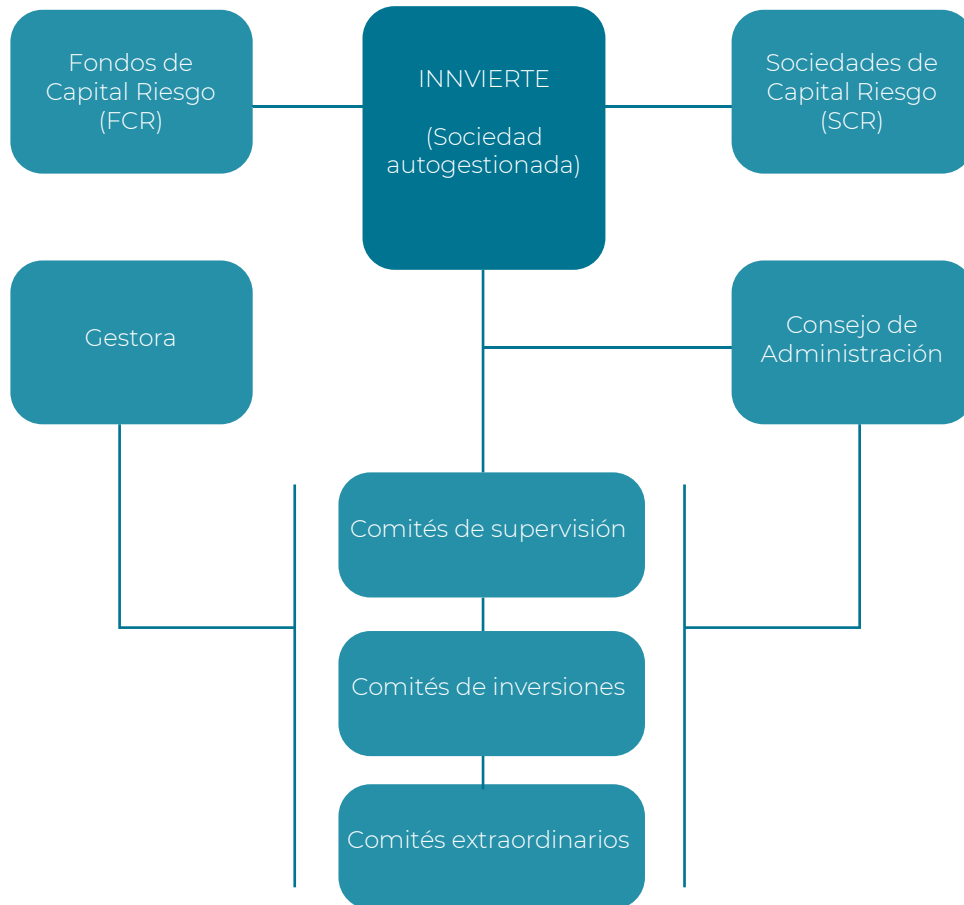 Fondos de
Capital Riesgo
(FCR)
INNVIERTE
(Sociedad
autogestionada)
Sociedades de
Capital Riesgo
(SCR)
Gestora
Consejo de
Administración
Comités de supervisión
Comités de inversiones
Comités extraordinarios